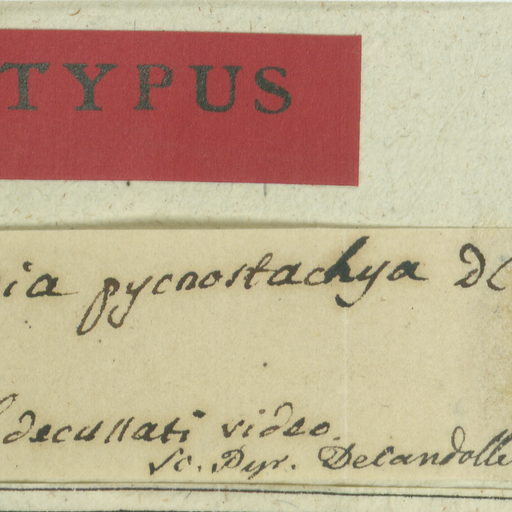 TYPUS
ia pycnostachya DC
decussati video.
Sc. Pyr. Decandolle